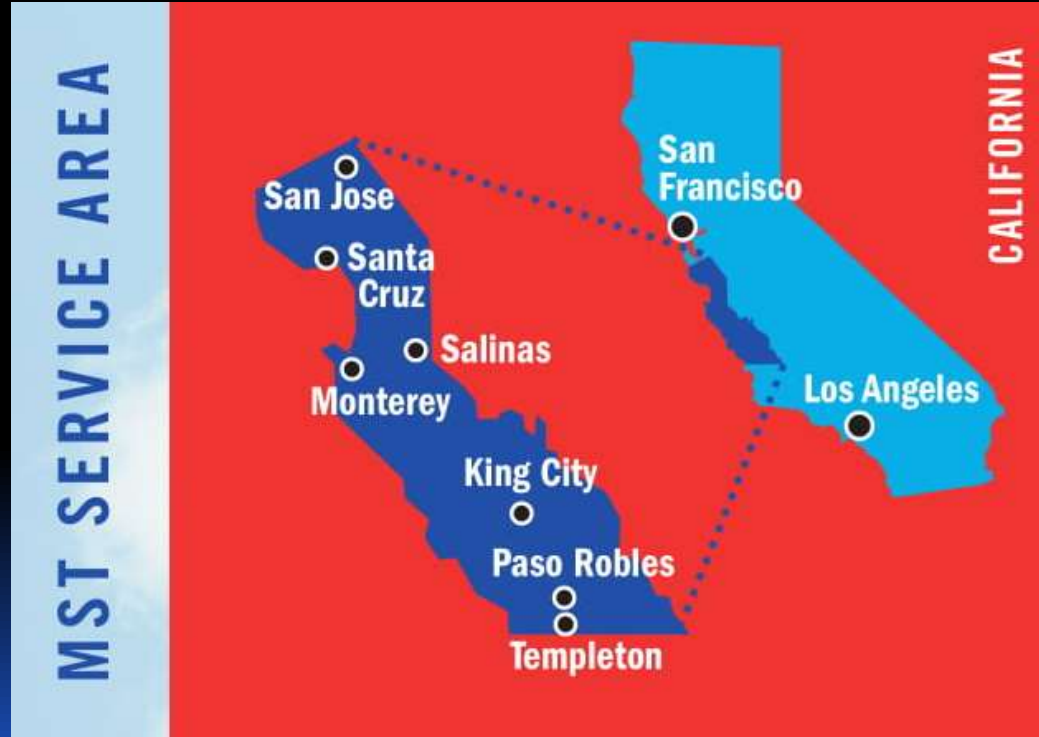 MST SERVICE AREA
San Jose
Santa
Cruz
Salinas
Monterey
King City
Paso Robles
Templeton
San
Francisco
Los Angeles
CALIFORNIA